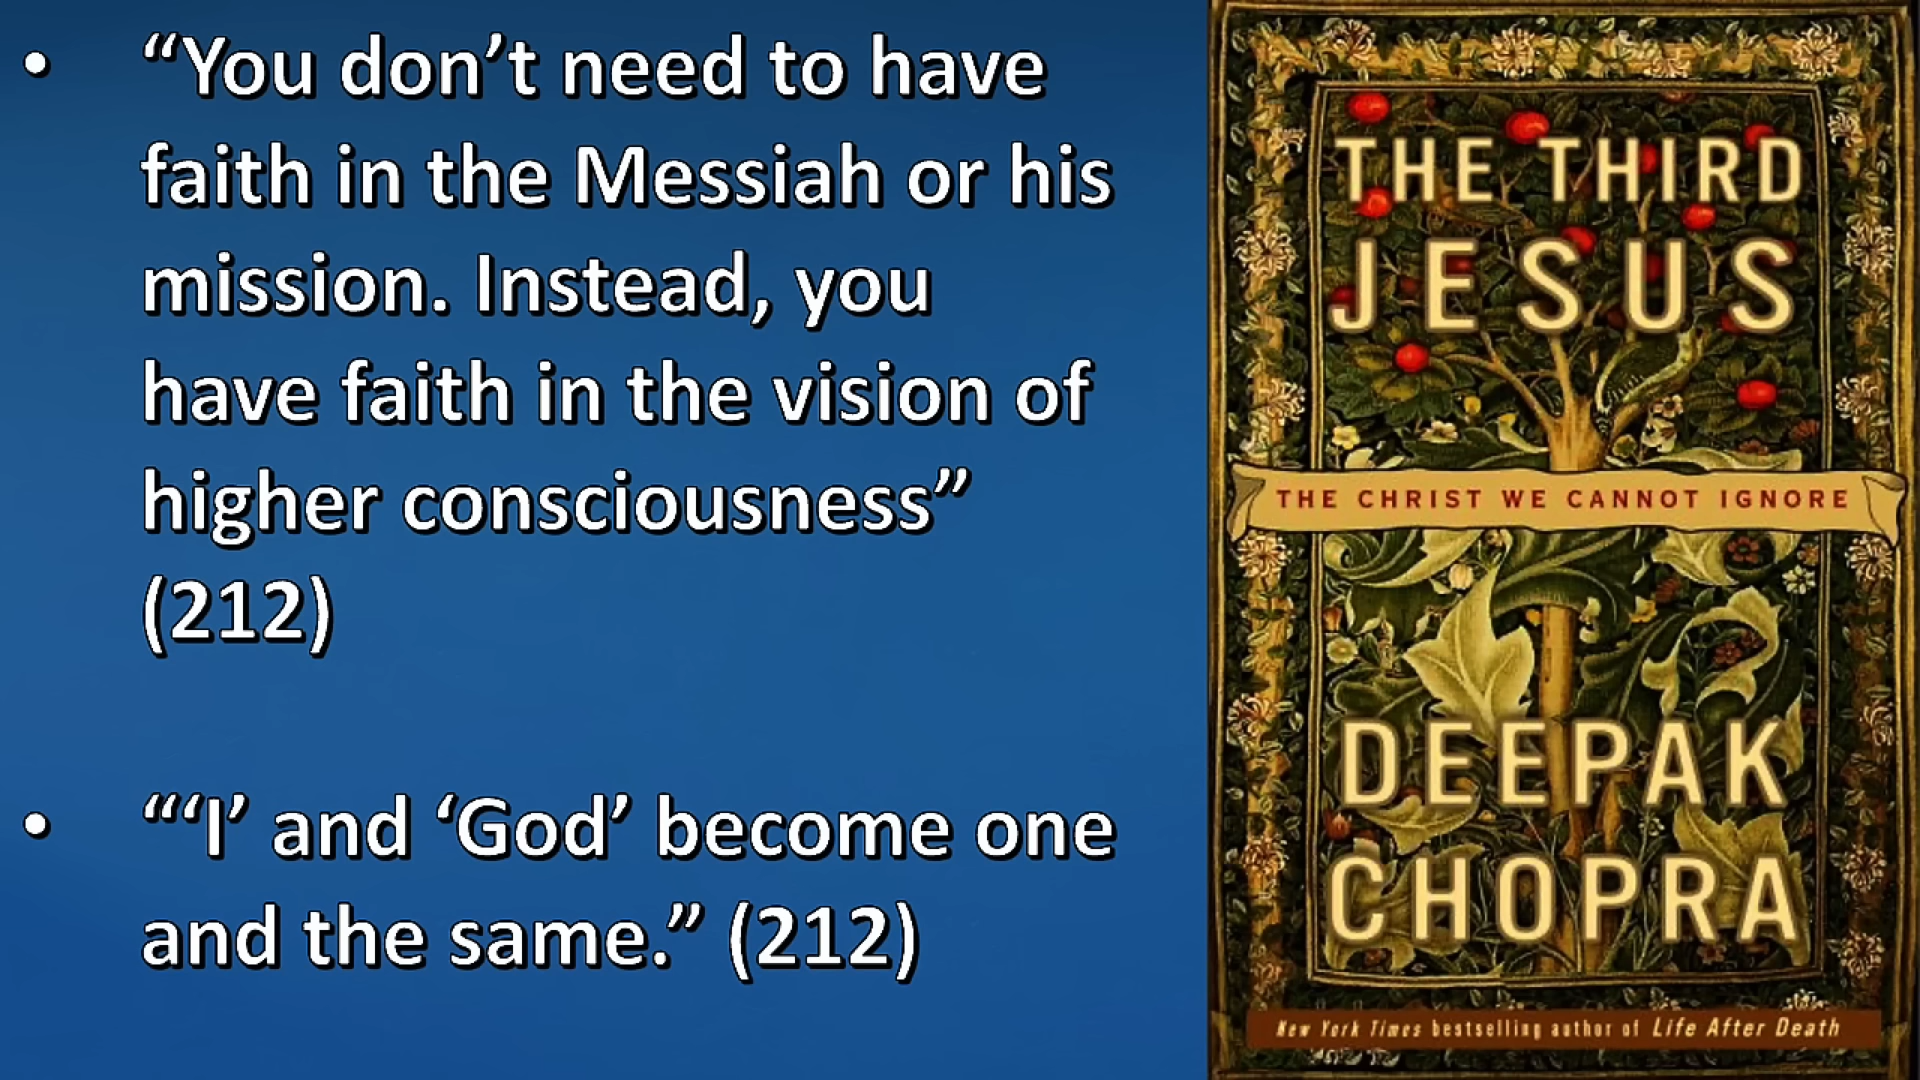 • “You don’t need to have
faith in the Messiah or his
mission. Instead, you
have faith in the vision of
higher consciousness”
(212)
• “‘I’ and ‘God’ become one
and the same.” (212)
THE THIRD
JESUS
THE CHRIST WE CANNOT IGNORE
DEEPAK
CHOPRA
New York Times bestselling author of Life After Death